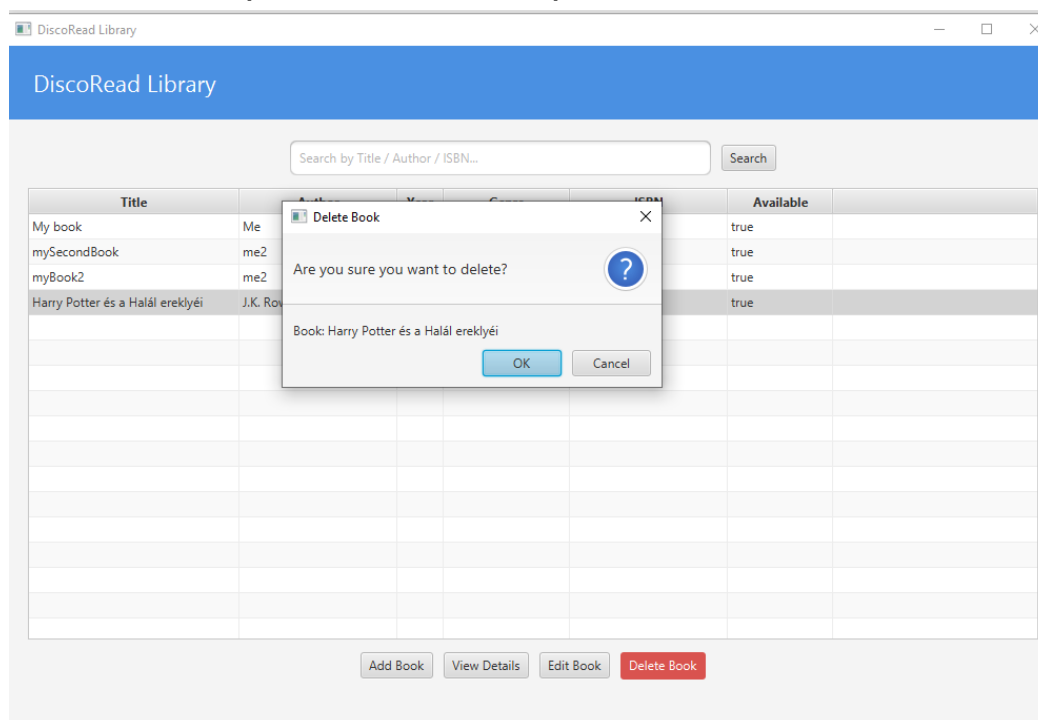 DiscoRead Library
DiscoRead Library
Search by Title / Author / ISBN...
Search
Title Available
My book Me true
mySecondBook me2 true
myBook2 me2 true
Harry Potter és a Halál ereklyéi J.K. true
Delete Book
Are you sure you want to delete?
?
Book: Harry Potter és a Halál ereklyéi
OK Cancel
Add Book View Details Edit Book Delete Book